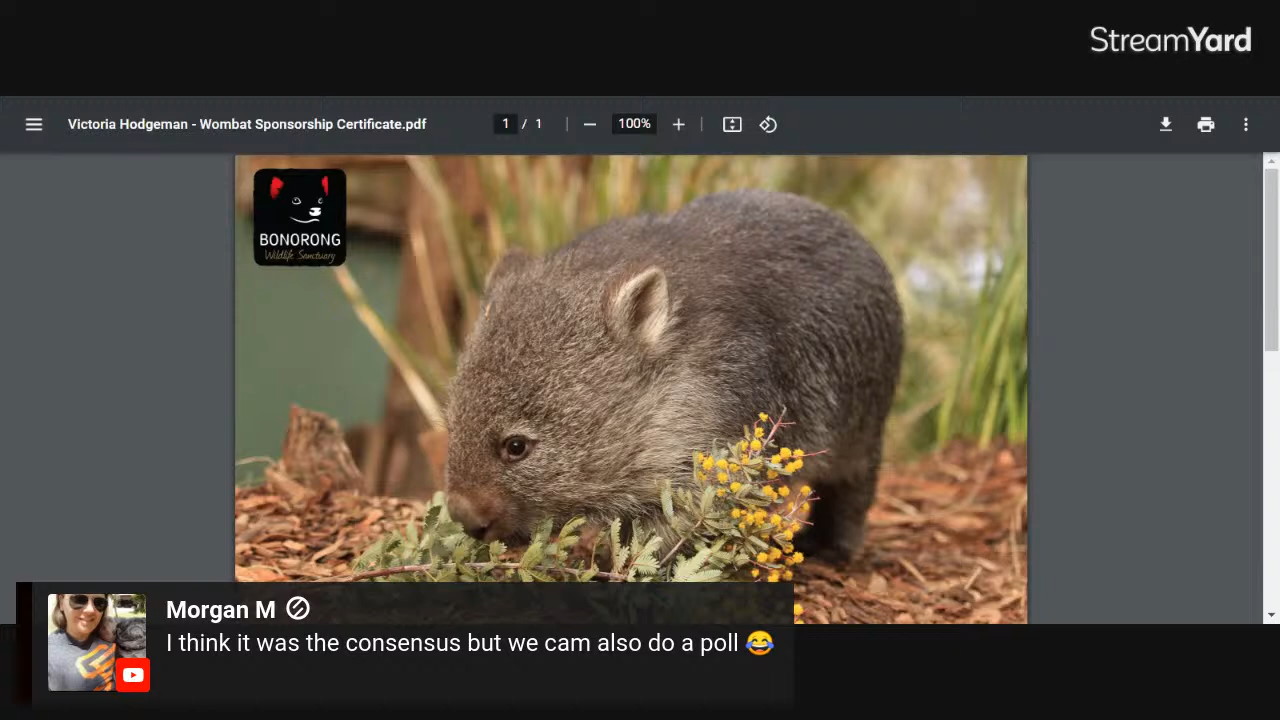 StreamYard
Victoria Hodgeman - Wombat Sponsorship Certificate.pdf
1 / 1
100%
BONORONG
Wildlife Sanctuary
Morgan M
I think it was the consensus but we cam also do a poll 😂